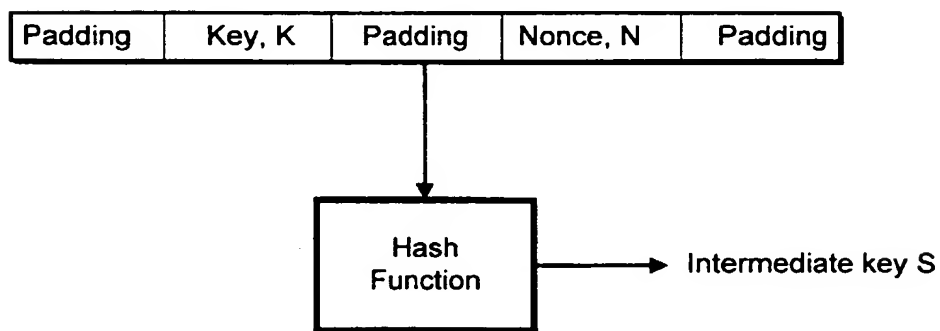 Padding Key, K Padding Nonce, N Padding
Hash
Function
Intermediate key S